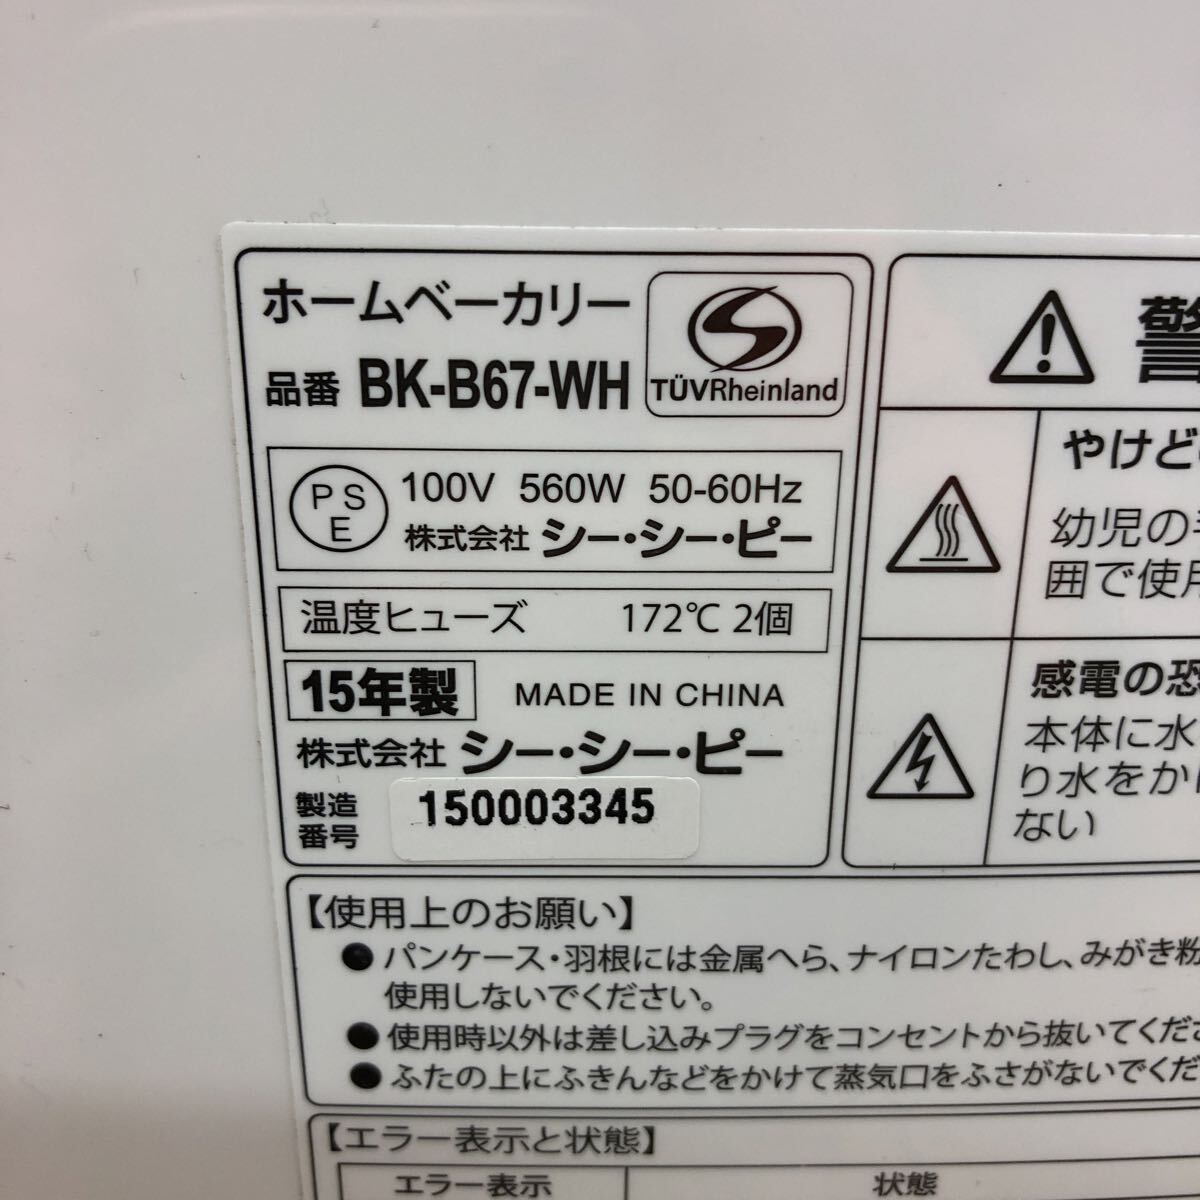 ホームベーカリー
品番 BK-B67-WH
TÜVRheinland
PSE
100V 560W 50-60Hz
株式会社 シー・シー・ピー
温度ヒューズ 172℃ 2個
15年製 MADE IN CHINA
株式会社 シー・シー・ピー
製造番号 150003345
警
やけど
幼児の
囲で使用
感電の恐
本体に水
り水をか
ない
【使用上のお願い】
●パンケース・羽根には金属へら、ナイロンたわし、みがき粉
使用しないでください。
●使用時以外は差し込みプラグをコンセントから抜いてくださ
●ふたの上にふきんなどをかけて蒸気口をふさがないでくだ
【エラー表示と状態】
エラー表示 状態